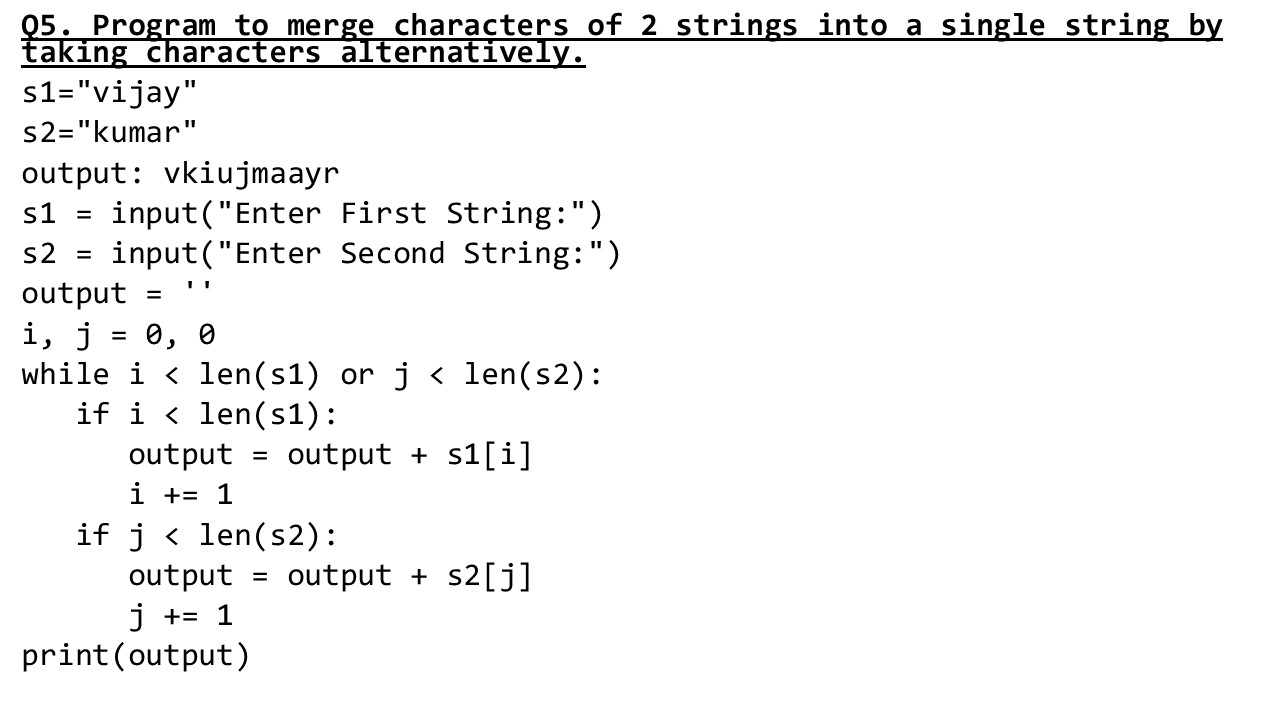 Q5. Program to merge characters of 2 strings into a single string by
taking characters alternatively.
s1="vijay"
s2="kumar"
output: vkiujmaayr
s1 = input("Enter First String:")
s2 = input("Enter Second String:")
output = ''
i, j = 0, 0
while i < len(s1) or j < len(s2):
   if i < len(s1):
      output = output + s1[i]
      i += 1
   if j < len(s2):
      output = output + s2[j]
      j += 1
print(output)